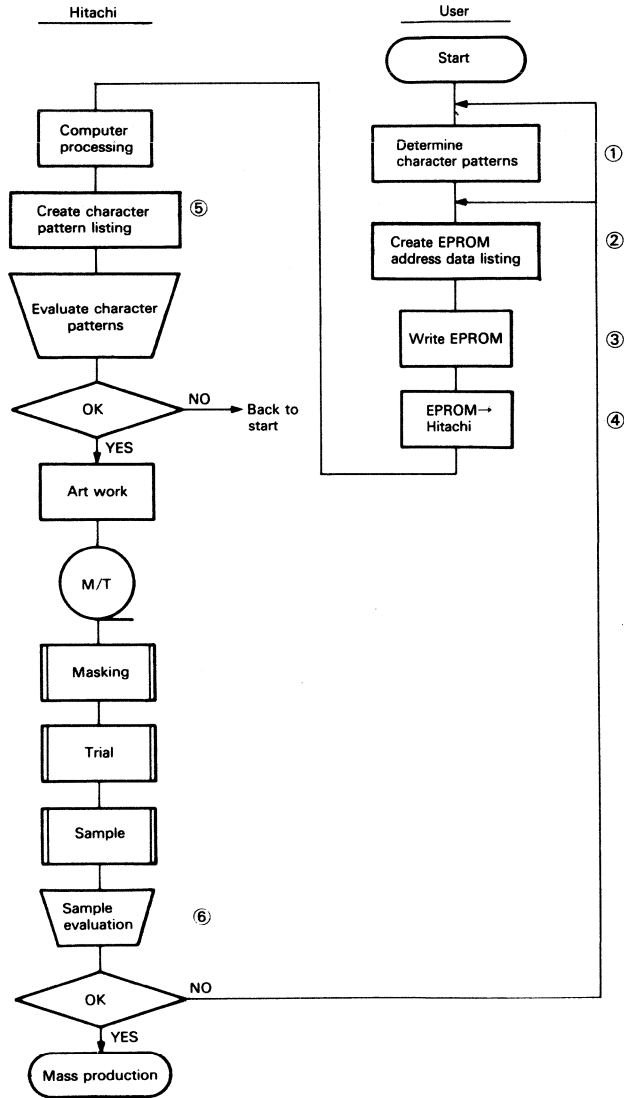 Hitachi
User
Start
Determine
character patterns
①
Create EPROM
address data listing
②
Write EPROM
③
EPROM→
Hitachi
④
Computer
processing
Create character
pattern listing
⑤
Evaluate character
patterns
OK
NO
Back to
start
YES
Art work
M/T
Masking
Trial
Sample
Sample
evaluation
⑥
OK
NO
YES
Mass production